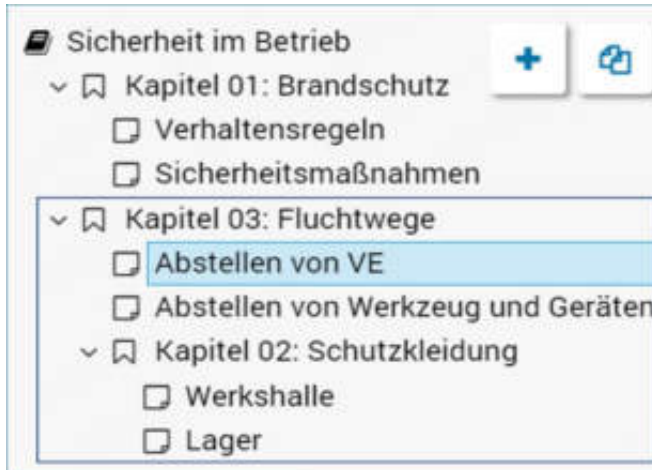 Sicherheit im Betrieb
Kapitel 01: Brandschutz
Verhaltensregeln
Sicherheitsmaßnahmen
Kapitel 03: Fluchtwege
Abstellen von VE
Abstellen von Werkzeug und Geräten
Kapitel 02: Schutzkleidung
Werkshalle
Lager